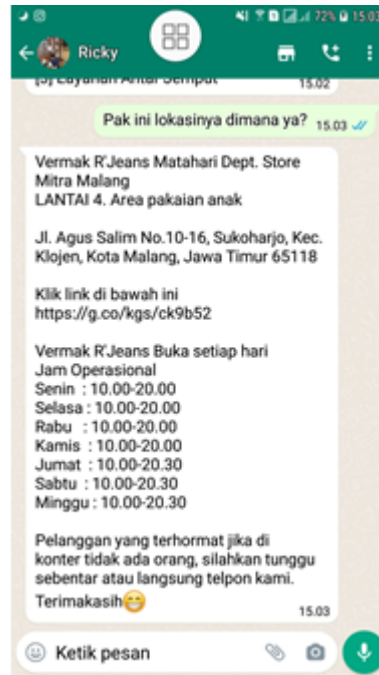 72% 15.03
Ricky
[5] Layanan Antar Jemput
15.02
Pak ini lokasinya dimana ya? 15.03
Vermak R'Jeans Matahari Dept. Store
Mitra Malang
LANTAI 4. Area pakaian anak
Jl. Agus Salim No.10-16, Sukoharjo, Kec.
Klojen, Kota Malang, Jawa Timur 65118
Klik link di bawah ini
https://g.co/kgs/ck9b52
Vermak R'Jeans Buka setiap hari
Jam Operasional
Senin : 10.00-20.00
Selasa : 10.00-20.00
Rabu : 10.00-20.00
Kamis : 10.00-20.00
Jumat : 10.00-20.30
Sabtu : 10.00-20.30
Minggu : 10.00-20.30
Pelanggan yang terhormat jika di
konter tidak ada orang, silahkan tunggu
sebentar atau langsung telpon kami.
Terimakasih😁
15.03
Ketik pesan